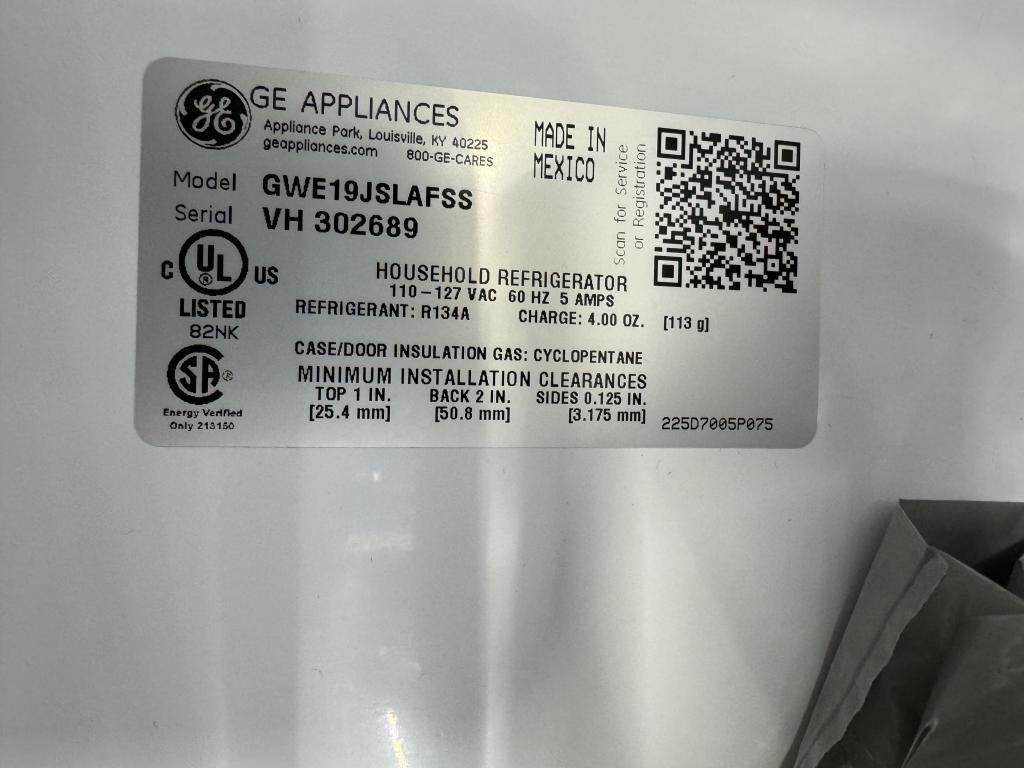 GE
GE APPLIANCES
Appliance Park, Louisville, KY 40225
geappliances.com 800-GE-CARES
MADE IN
MEXICO
Scan for Service
or Registration
Model GWE19JSLAFSS
Serial VH 302689
C UL US
®
LISTED
82NK
HOUSEHOLD REFRIGERATOR
110-127 VAC 60 HZ 5 AMPS
REFRIGERANT: R134A CHARGE: 4.00 OZ. [113 g]
CASE/DOOR INSULATION GAS: CYCLOPENTANE
MINIMUM INSTALLATION CLEARANCES
TOP 1 IN. BACK 2 IN. SIDES 0.125 IN.
[25.4 mm] [50.8 mm] [3.175 mm]
SA ®
Energy Verified
Only 213150
225D7005P075